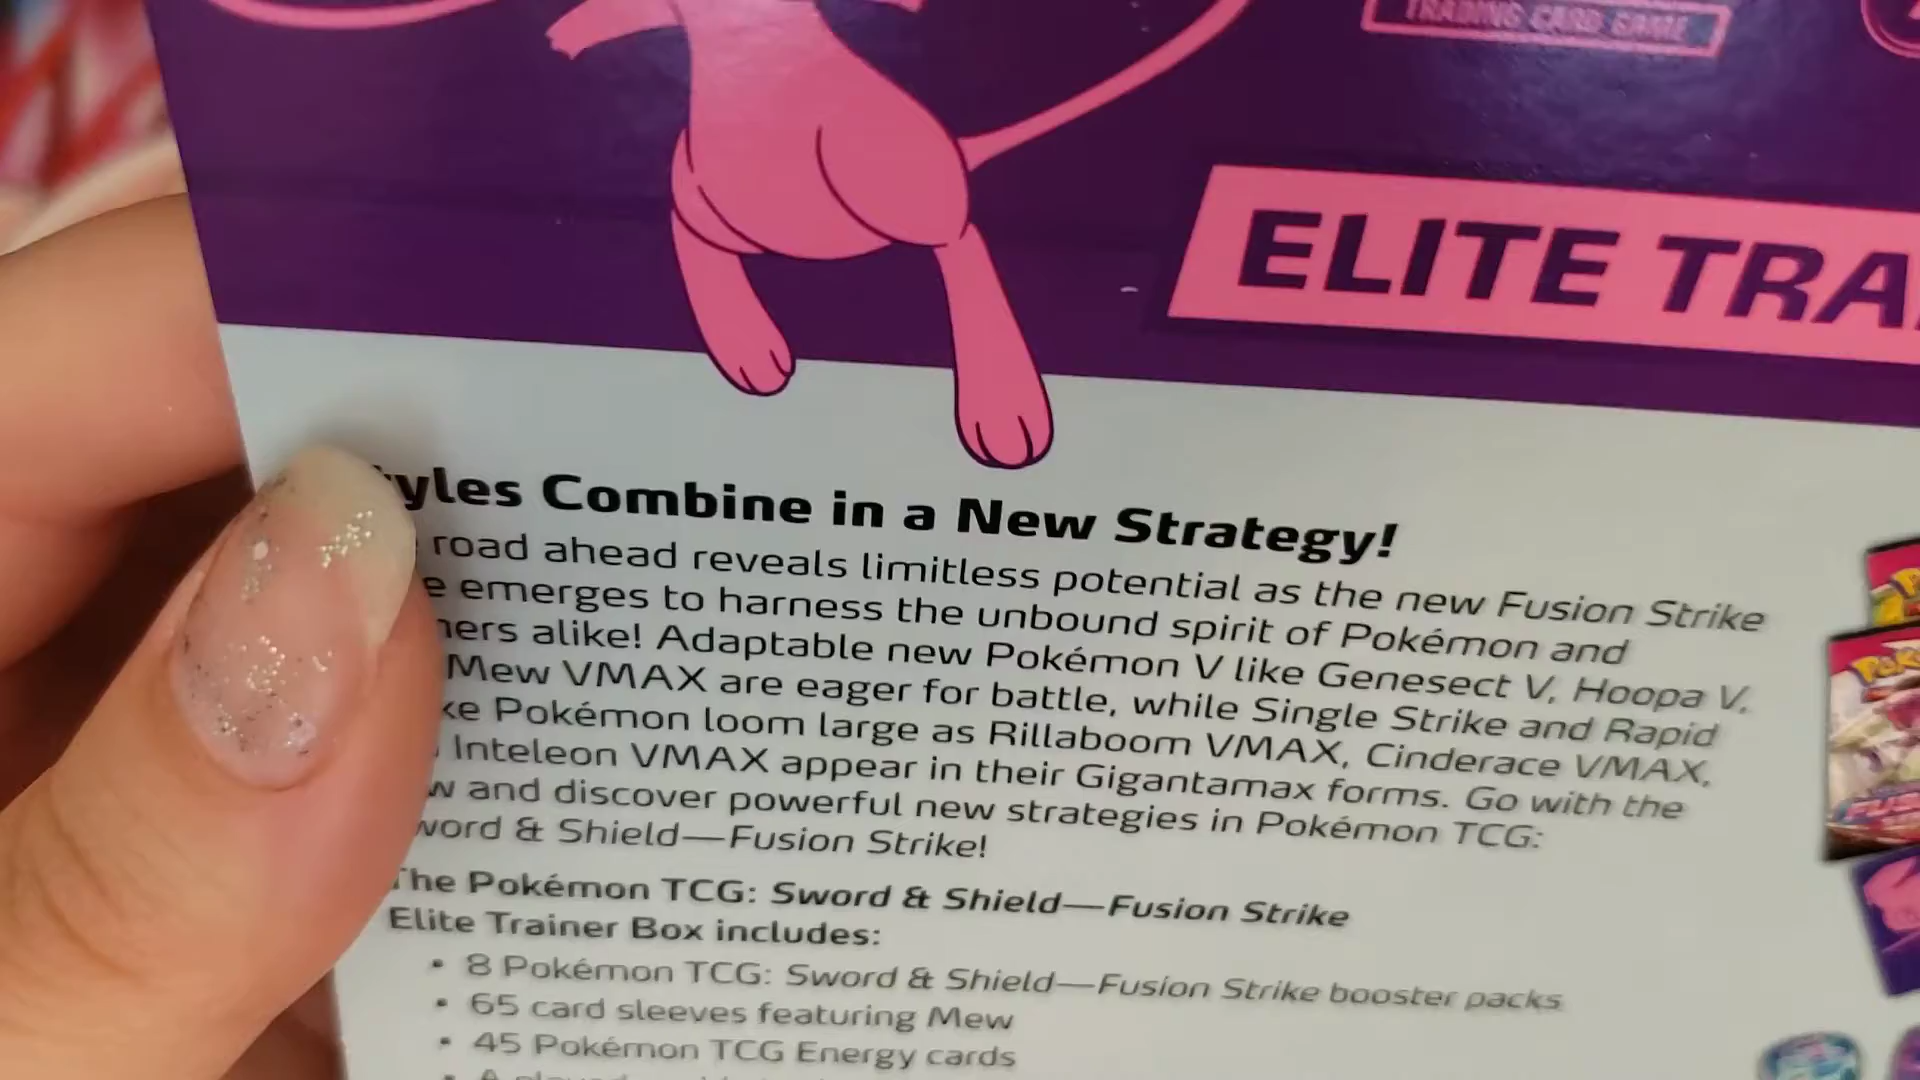 TRADING CARD GAME
ELITE TRA
yles Combine in a New Strategy!
road ahead reveals limitless potential as the new Fusion Strike
e emerges to harness the unbound spirit of Pokémon and
ners alike! Adaptable new Pokémon V like Genesect V, Hoopa V,
Mew VMAX are eager for battle, while Single Strike and Rapid
ke Pokémon loom large as Rillaboom VMAX, Cinderace VMAX,
Inteleon VMAX appear in their Gigantamax forms. Go with the
w and discover powerful new strategies in Pokémon TCG:
word & Shield—Fusion Strike!
The Pokémon TCG: Sword & Shield—Fusion Strike
Elite Trainer Box includes:
• 8 Pokémon TCG: Sword & Shield—Fusion Strike booster packs
• 65 card sleeves featuring Mew
• 45 Pokémon TCG Energy cards